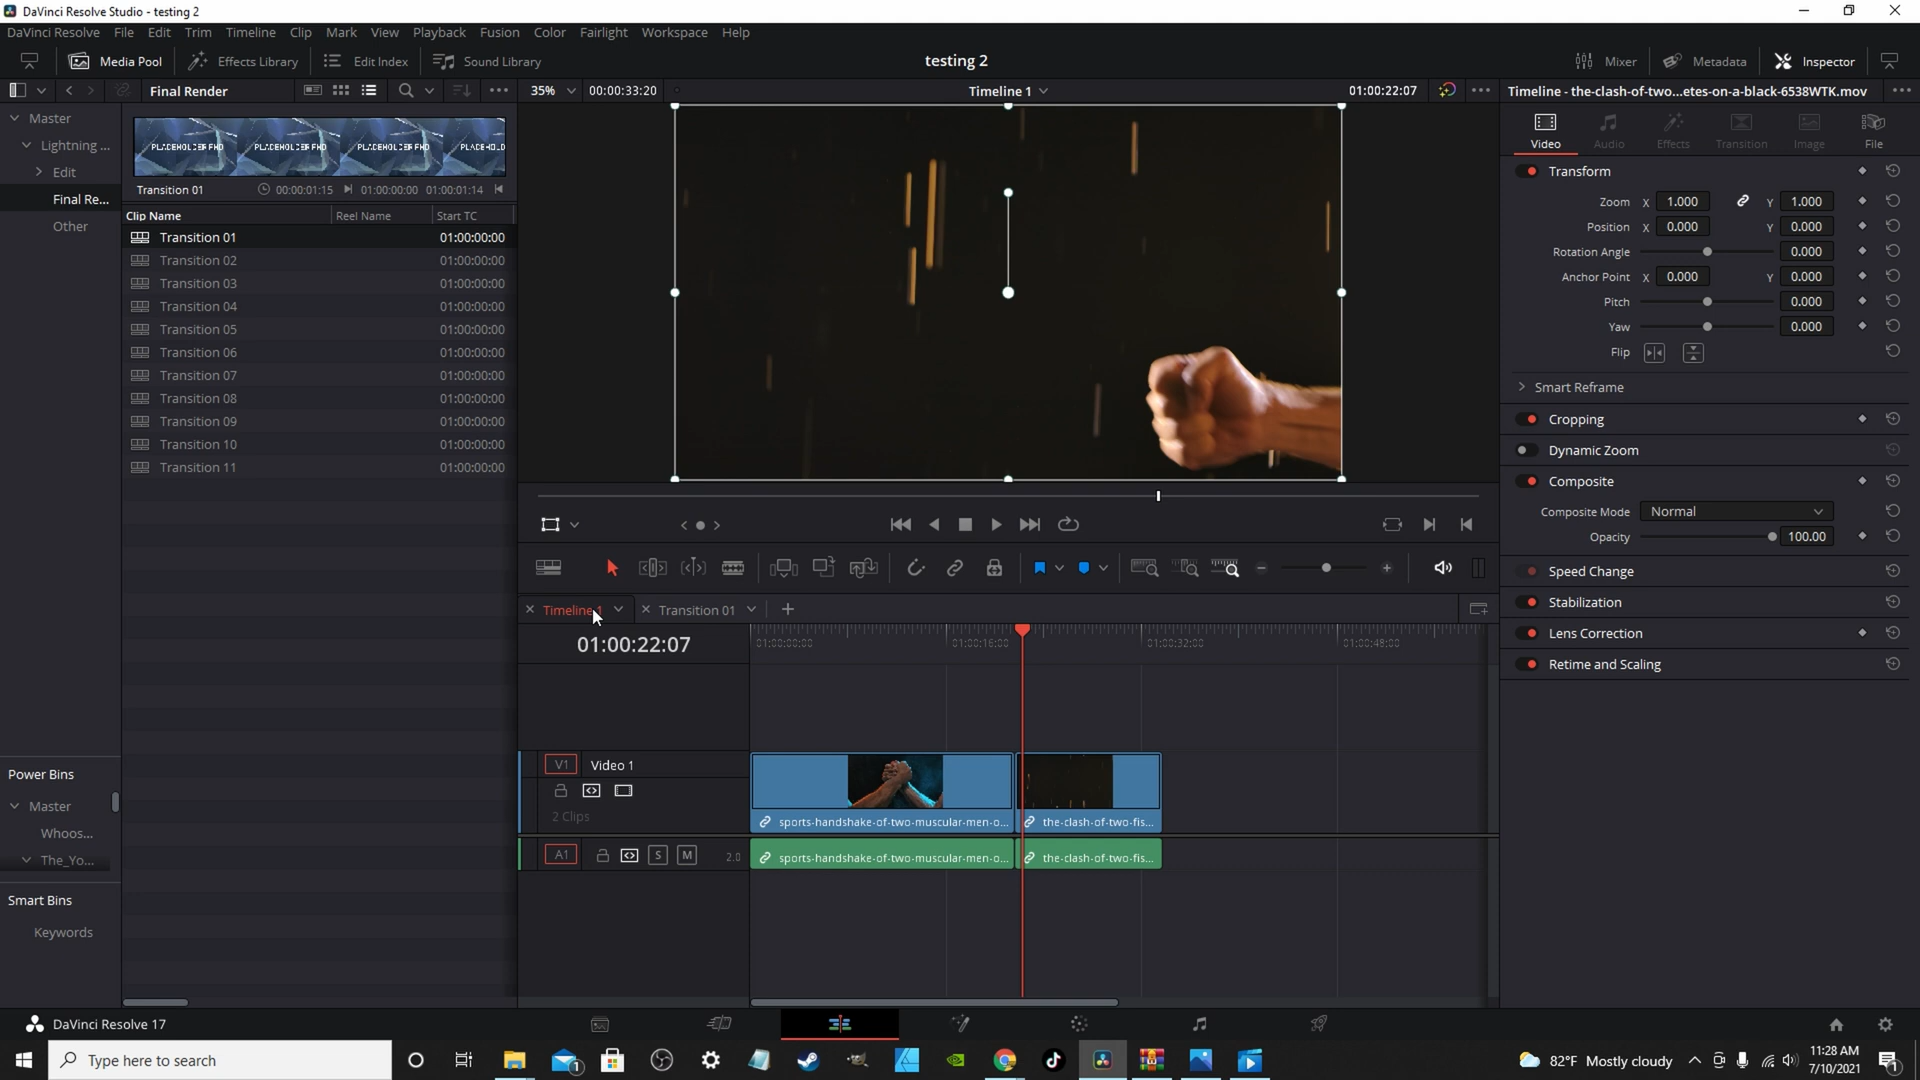 DaVinci Resolve Studio - testing 2
DaVinci Resolve File Edit Trim Timeline Clip Mark View Playback Fusion Color Fairlight Workspace Help
Media Pool Effects Library Edit Index Sound Library testing 2 Mixer Metadata Inspector
Final Render 35% 00:00:33:20 Timeline 1 01:00:22:07 Timeline - the-clash-of-two...etes-on-a-black-6538WTK.mov
Master
Lightning ...
Edit
Final Re...
Other
PLACEHOLDER FHD PLACEHOLDER FHD PLACEHOLDER FHD PLACEHOLD
Transition 01 00:00:01:15 01:00:00:00 01:00:01:14
Clip Name Reel Name Start TC
Transition 01 01:00:00:00
Transition 02 01:00:00:00
Transition 03 01:00:00:00
Transition 04 01:00:00:00
Transition 05 01:00:00:00
Transition 06 01:00:00:00
Transition 07 01:00:00:00
Transition 08 01:00:00:00
Transition 09 01:00:00:00
Transition 10 01:00:00:00
Transition 11 01:00:00:00
Video Audio Effects Transition Image File
Transform
Zoom X 1.000 Y 1.000
Position X 0.000 Y 0.000
Rotation Angle 0.000
Anchor Point X 0.000 Y 0.000
Pitch 0.000
Yaw 0.000
Flip
Smart Reframe
Cropping
Dynamic Zoom
Composite
Composite Mode Normal
Opacity 100.00
Speed Change
Stabilization
Lens Correction
Retime and Scaling
Timeline 1 Transition 01
01:00:22:07 01:00:00:00 01:00:16:00 01:00:32:00 01:00:48:00
V1 Video 1
2 Clips
sports-handshake-of-two-muscular-men-o... the-clash-of-two-fis...
A1 S M 2.0 sports-handshake-of-two-muscular-men-o... the-clash-of-two-fis...
Power Bins
Master
Whoos...
The_Yo...
Smart Bins
Keywords
DaVinci Resolve 17
Type here to search
1
82°F Mostly cloudy
11:28 AM
7/10/2021
1